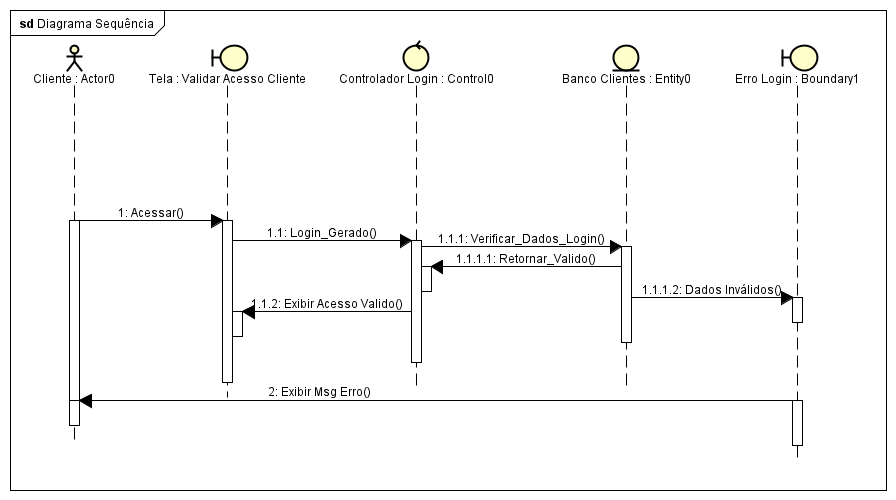 sd Diagrama Sequência
Cliente : Actor0
Tela : Validar Acesso Cliente
Controlador Login : Control0
Banco Clientes : Entity0
Erro Login : Boundary1
1: Acessar()
1.1: Login_Gerado()
1.1.1: Verificar_Dados_Login()
1.1.1.1: Retornar_Valido()
1.1.1.2: Dados Inválidos()
1.1.2: Exibir Acesso Valido()
2: Exibir Msg Erro()